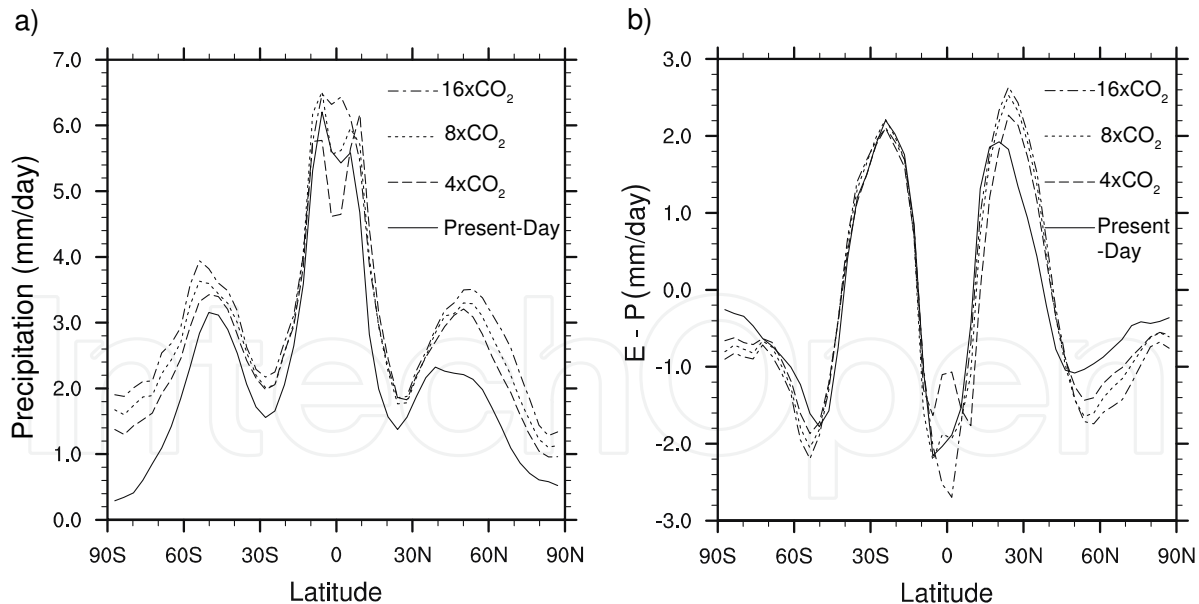 a)
7.0
6.0
5.0
4.0
3.0
2.0
1.0
0.0
Precipitation (mm/day)
16xCO₂
8xCO₂
4xCO₂
Present-Day
90S 60S 30S 0 30N 60N 90N
Latitude
b)
3.0
2.0
1.0
0.0
-1.0
-2.0
-3.0
E - P (mm/day)
16xCO₂
8xCO₂
4xCO₂
Present
-Day
90S 60S 30S 0 30N 60N 90N
Latitude
IntechOpen